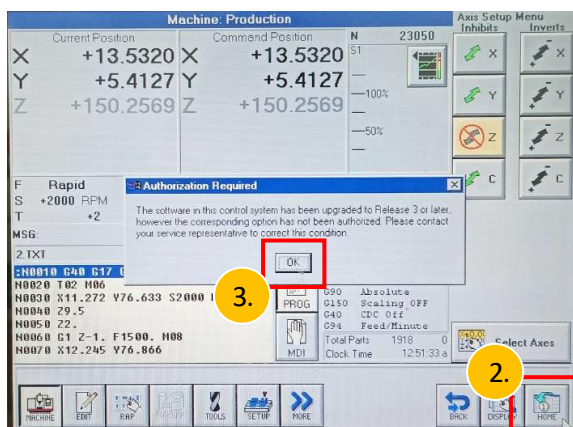 Machine: Production
Axis Setup Menu
Inhibits Inverts
Current Position Command Position N 23050
X +13.5320 X +13.5320 S1
Y +5.4127 Y +5.4127
Z +150.2569 Z +150.2569
100%
50%
X X
Y Y
Z Z
C C
F Rapid
S +2000 RPM
T +2
MSG:
Authorization Required
The software in this control system has been upgraded to Release 3 or later,
however the corresponding option has not been authorized. Please contact
your service representative to correct this condition.
OK
3.
2.TXT
:N0010 G40 G17
N0020 T02 M06
N0030 X11.272 Y76.633 S2000
N0040 Z9.5
N0050 Z2.
N0060 G1 Z-1. F1500. M08
N0070 X12.245 Y76.866
PROG
MDI
G90 Absolute
G150 Scaling OFF
G40 CDC Off
G94 Feed/Minute
Total Parts 1918 0
Clock Time 12:51:33 a
Select Axes
2.
MACHINE EDIT RAP TOOLS SETUP MORE BACK DISPL HOME